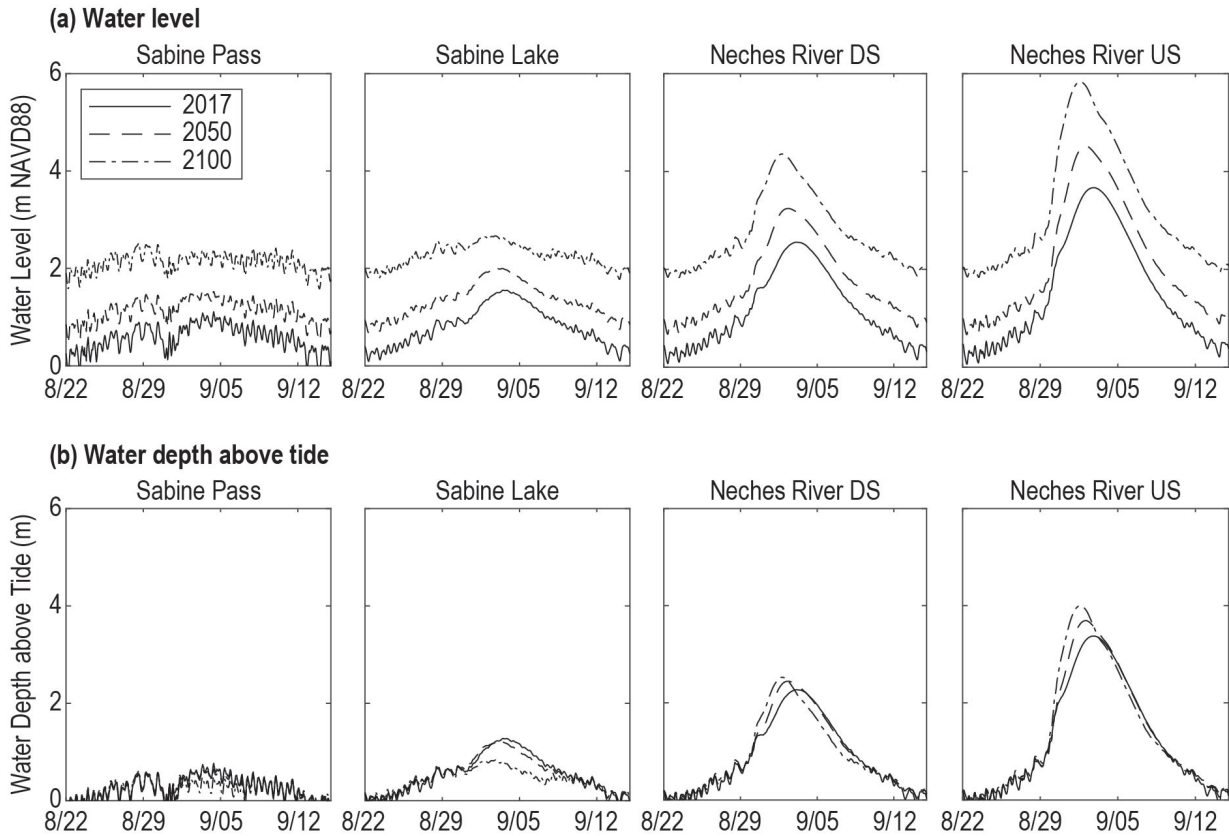 (a) Water level
Sabine Pass Sabine Lake Neches River DS Neches River US
Water Level (m NAVD88)
6
4
2
0
2017
2050
2100
8/22 8/29 9/05 9/12 8/22 8/29 9/05 9/12 8/22 8/29 9/05 9/12 8/22 8/29 9/05 9/12
(b) Water depth above tide
Sabine Pass Sabine Lake Neches River DS Neches River US
Water Depth above Tide (m)
6
4
2
0
8/22 8/29 9/05 9/12 8/22 8/29 9/05 9/12 8/22 8/29 9/05 9/12 8/22 8/29 9/05 9/12